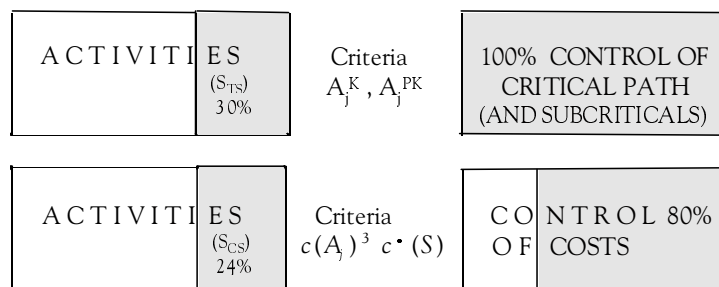 ACTIVITIES
(S_TS)
30%
Criteria
A_j^K , A_j^PK
100% CONTROL OF
CRITICAL PATH
(AND SUBCRITICALS)
ACTIVITIES
(S_CS)
24%
Criteria
c(A_j) ³ c• (S)
CONTROL 80%
OF COSTS